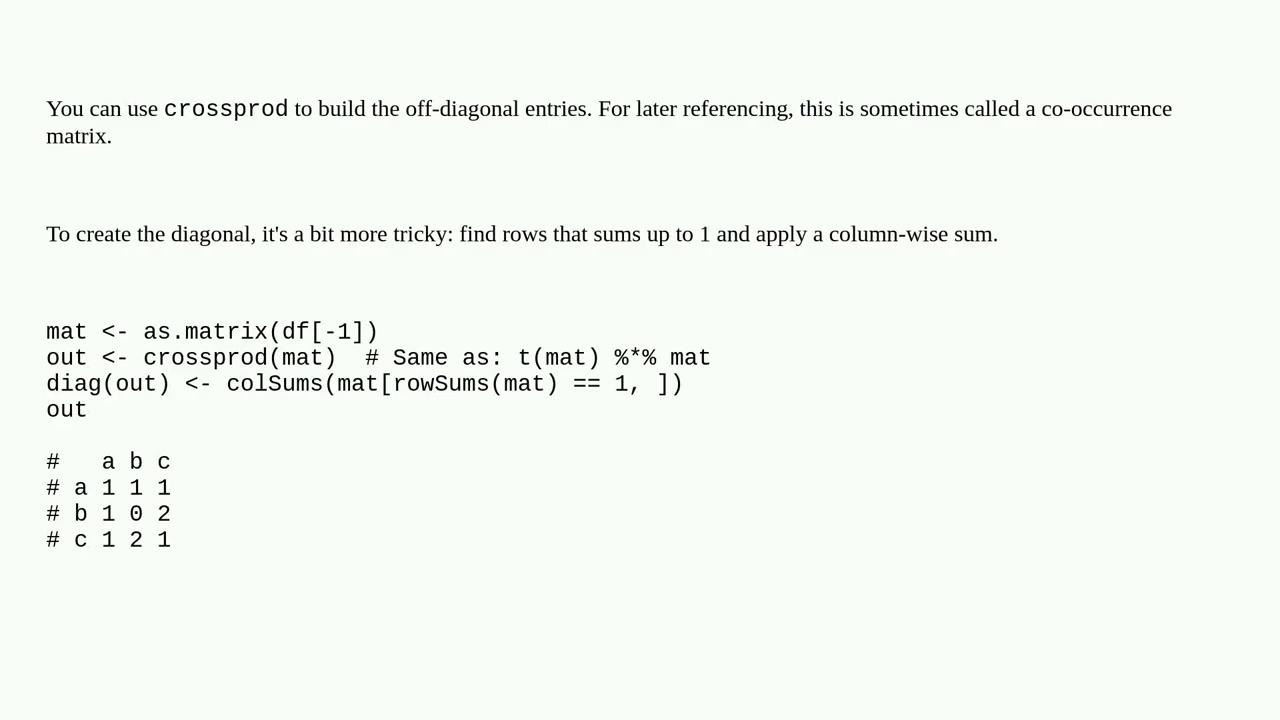 You can use crossprod to build the off-diagonal entries. For later referencing, this is sometimes called a co-occurrence
matrix.
To create the diagonal, it's a bit more tricky: find rows that sums up to 1 and apply a column-wise sum.
mat <- as.matrix(df[-1])
out <- crossprod(mat)  # Same as: t(mat) %*% mat
diag(out) <- colSums(mat[rowSums(mat) == 1, ])
out
#   a b c
# a 1 1 1
# b 1 0 2
# c 1 2 1